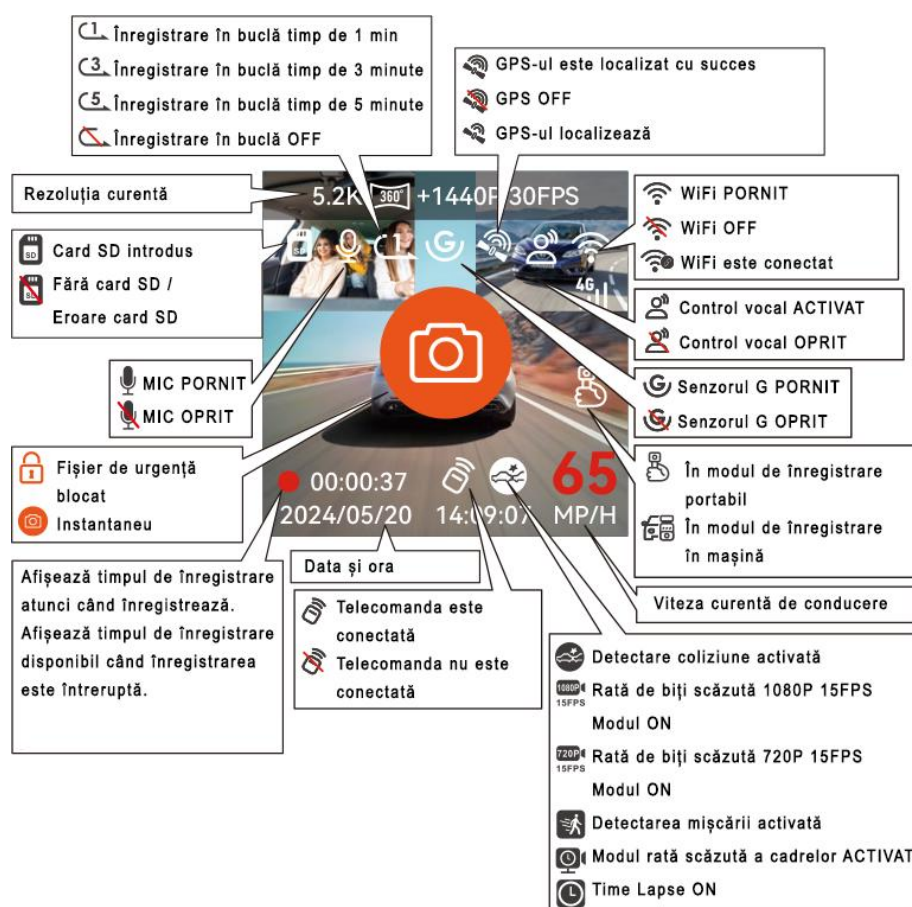 Înregistrare în buclă timp de 1 min
Înregistrare în buclă timp de 3 minute
Înregistrare în buclă timp de 5 minute
Înregistrare în buclă OFF
GPS-ul este localizat cu succes
GPS OFF
GPS-ul localizează
Rezoluția curentă
5.2K 360° +1440P 30FPS
WiFi PORNIT
WiFi OFF
WiFi este conectat
Card SD introdus
Fără card SD /
Eroare card SD
4G
Control vocal ACTIVAT
Control vocal OPRIT
MIC PORNIT
MIC OPRIT
Senzorul G PORNIT
Senzorul G OPRIT
Fișier de urgență
blocat
Instantaneu
În modul de înregistrare
portabil
În modul de înregistrare
în mașină
00:00:37
65
2024/05/20 14:09:07 MP/H
Afișează timpul de înregistrare
atunci când înregistrează.
Afișează timpul de înregistrare
disponibil când înregistrarea
este întreruptă.
Data și ora
Viteza curentă de conducere
Telecomanda este
conectată
Telecomanda nu este
conectată
Detectare coliziune activată
1080P
15FPS
Rată de biți scăzută 1080P 15FPS
Modul ON
720P
15FPS
Rată de biți scăzută 720P 15FPS
Modul ON
Detectarea mișcării activată
Modul rată scăzută a cadrelor ACTIVAT
Time Lapse ON